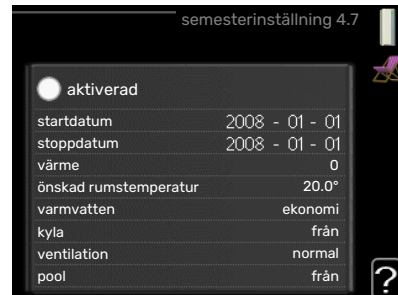 semesterinställning 4.7
aktiverad
startdatum 2008 - 01 - 01
stoppdatum 2008 - 01 - 01
värme 0
önskad rumstemperatur 20.0°
varmvatten ekonomi
kyla från
ventilation normal
pool från
?